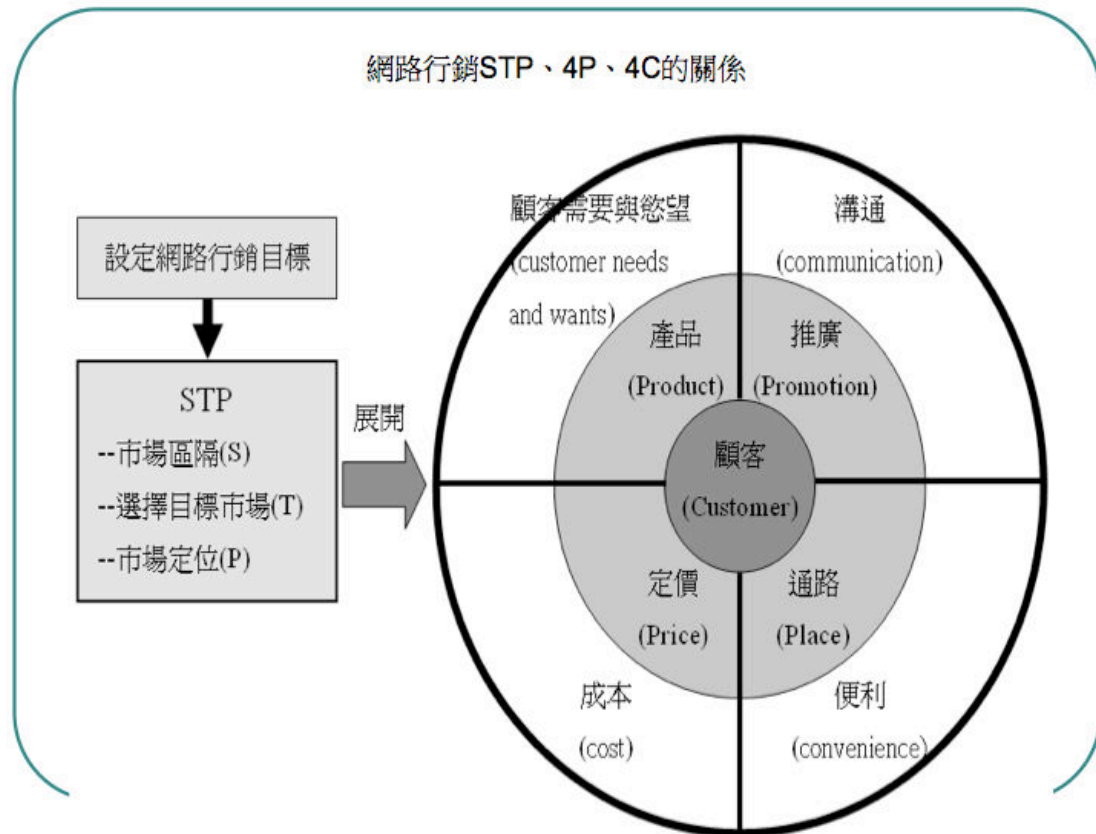 網路行銷STP、4P、4C的關係
設定網路行銷目標
STP
--市場區隔(S)
--選擇目標市場(T)
--市場定位(P)
展開
顧客需要與慾望
(customer needs
and wants)
溝通
(communication)
產品
(Product)
推廣
(Promotion)
顧客
(Customer)
定價
(Price)
通路
(Place)
成本
(cost)
便利
(convenience)